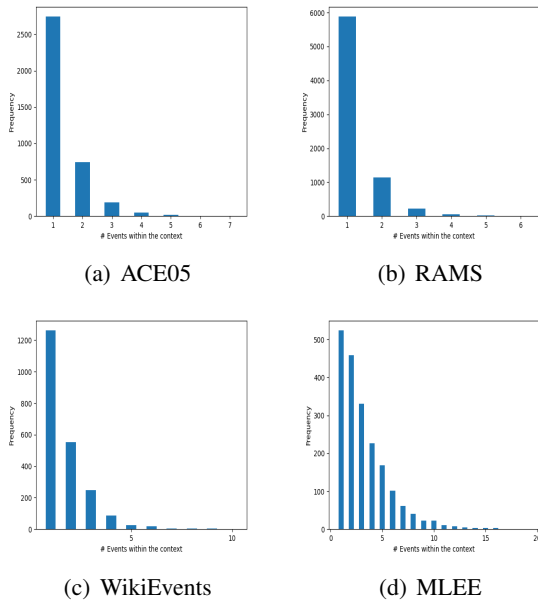 2500
2000
1500
1000
500
0
Frequency
1 2 3 4 5 6 7
# Events within the context
(a) ACE05
6000
5000
4000
3000
2000
1000
0
Frequency
1 2 3 4 5 6
# Events within the context
(b) RAMS
1200
1000
800
600
400
200
0
Frequency
5 10
# Events within the context
(c) WikiEvents
500
400
300
200
100
0
Frequency
0 5 10 15 20
# Events within the context
(d) MLEE